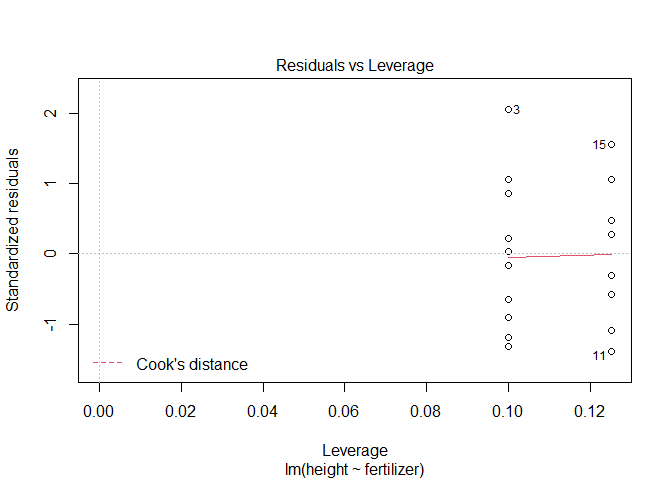 Residuals vs Leverage
Standardized residuals
2
1
0
-1
3
15
11
Cook's distance
0.00 0.02 0.04 0.06 0.08 0.10 0.12
Leverage
lm(height ~ fertilizer)